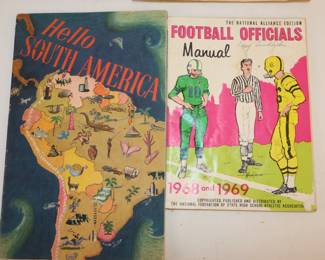 Hello
SOUTH AMERICA
THE NATIONAL ALLIANCE EDITION
FOOTBALL OFFICIALS
Manual
1968 and 1969
COPYRIGHTED, PUBLISHED AND DISTRIBUTED BY
THE NATIONAL FEDERATION OF STATE HIGH SCHOOL ATHLETIC ASSOCIATIONS